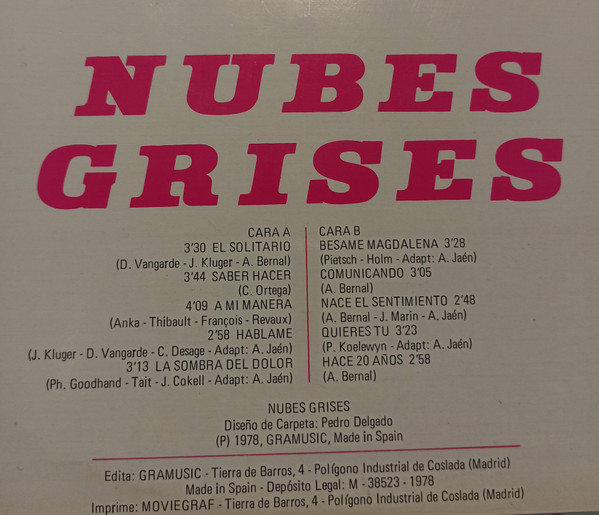 NUBES
GRISES
CARA A
3'30 EL SOLITARIO
(D. Vangarde - J. Kluger - A. Bernal)
3'44 SABER HACER
(C. Ortega)
4'09 A MI MANERA
(Anka - Thibault - François - Revaux)
2'58 HABLAME
(J. Kluger - D. Vangarde - C. Desage - Adapt: A. Jaén)
3'13 LA SOMBRA DEL DOLOR
(Ph. Goodhand - Tait - J. Cokell - Adapt: A. Jaén)
CARA B
BESAME MAGDALENA 3'28
(Pietsch - Holm - Adapt: A. Jaén)
COMUNICANDO 3'05
(A. Bernal)
NACE EL SENTIMIENTO 2'48
(A. Bernal - J. Marin - A. Jaén)
QUIERES TU 3'23
(P. Koelewyn - Adapt: A. Jaén)
HACE 20 AÑOS 2'58
(A. Bernal)
NUBES GRISES
Diseño de Carpeta: Pedro Delgado
(P) 1978, GRAMUSIC, Made in Spain
Edita: GRAMUSIC - Tierra de Barros, 4 - Polígono Industrial de Coslada (Madrid)
Made in Spain - Depósito Legal: M - 38523 - 1978
Imprime: MOVIEGRAF - Tierra de Barros, 4 - Polígono Industrial de Coslada (Madrid)